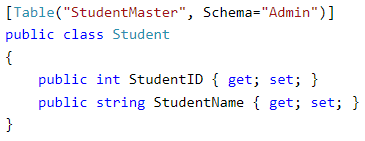 [Table("StudentMaster", Schema="Admin")]
public class Student
{
    public int StudentID { get; set; }
    public string StudentName { get; set; }
}